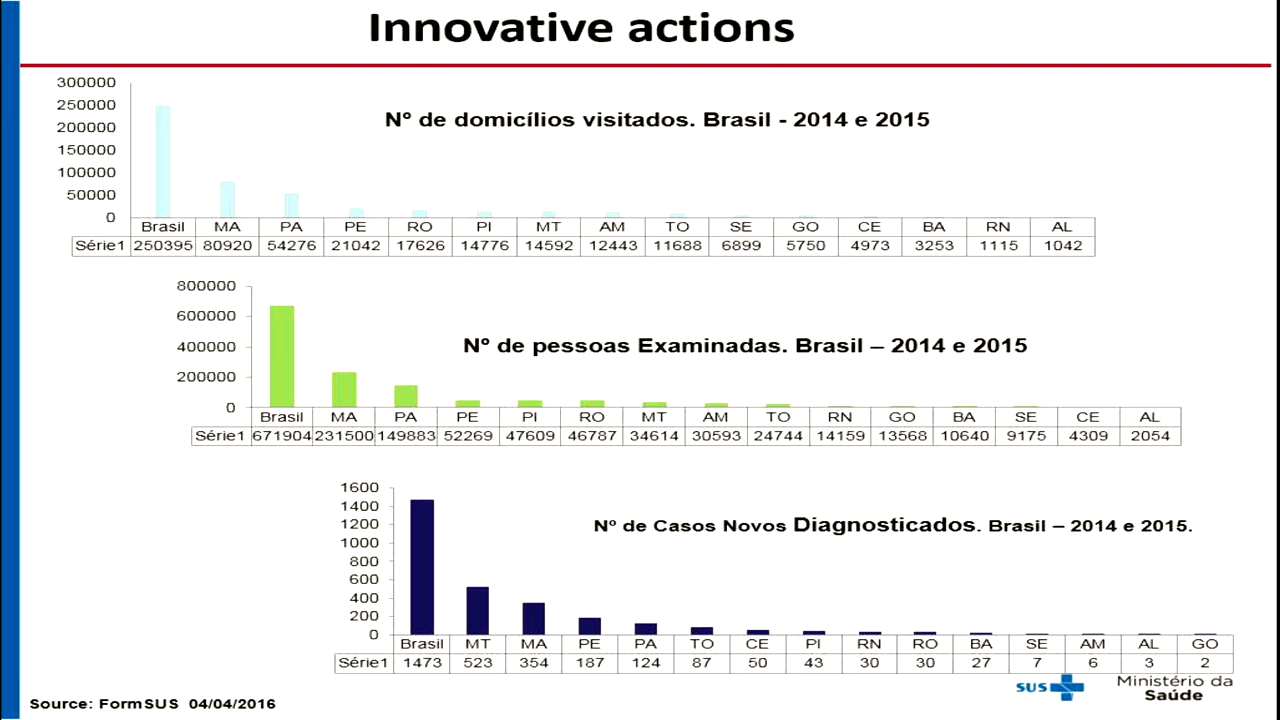 Innovative actions
Nº de domicílios visitados. Brasil - 2014 e 2015
300000
250000
200000
150000
100000
50000
0
Brasil MA PA PE RO PI MT AM TO SE GO CE BA RN AL
Série1 250395 80920 54276 21042 17626 14776 14592 12443 11688 6899 5750 4973 3253 1115 1042
Nº de pessoas Examinadas. Brasil – 2014 e 2015
800000
600000
400000
200000
0
Brasil MA PA PE PI RO MT AM TO RN GO BA SE CE AL
Série1 671904 231500 149883 52269 47609 46787 34614 30593 24744 14159 13568 10640 9175 4309 2054
Nº de Casos Novos Diagnosticados. Brasil – 2014 e 2015.
1600
1400
1200
1000
800
600
400
200
0
Brasil MT MA PE PA TO CE PI RN RO BA SE AM AL GO
Série1 1473 523 354 187 124 87 50 43 30 30 27 7 6 3 2
SUS Ministério da
Saúde
Source: FormSUS 04/04/2016